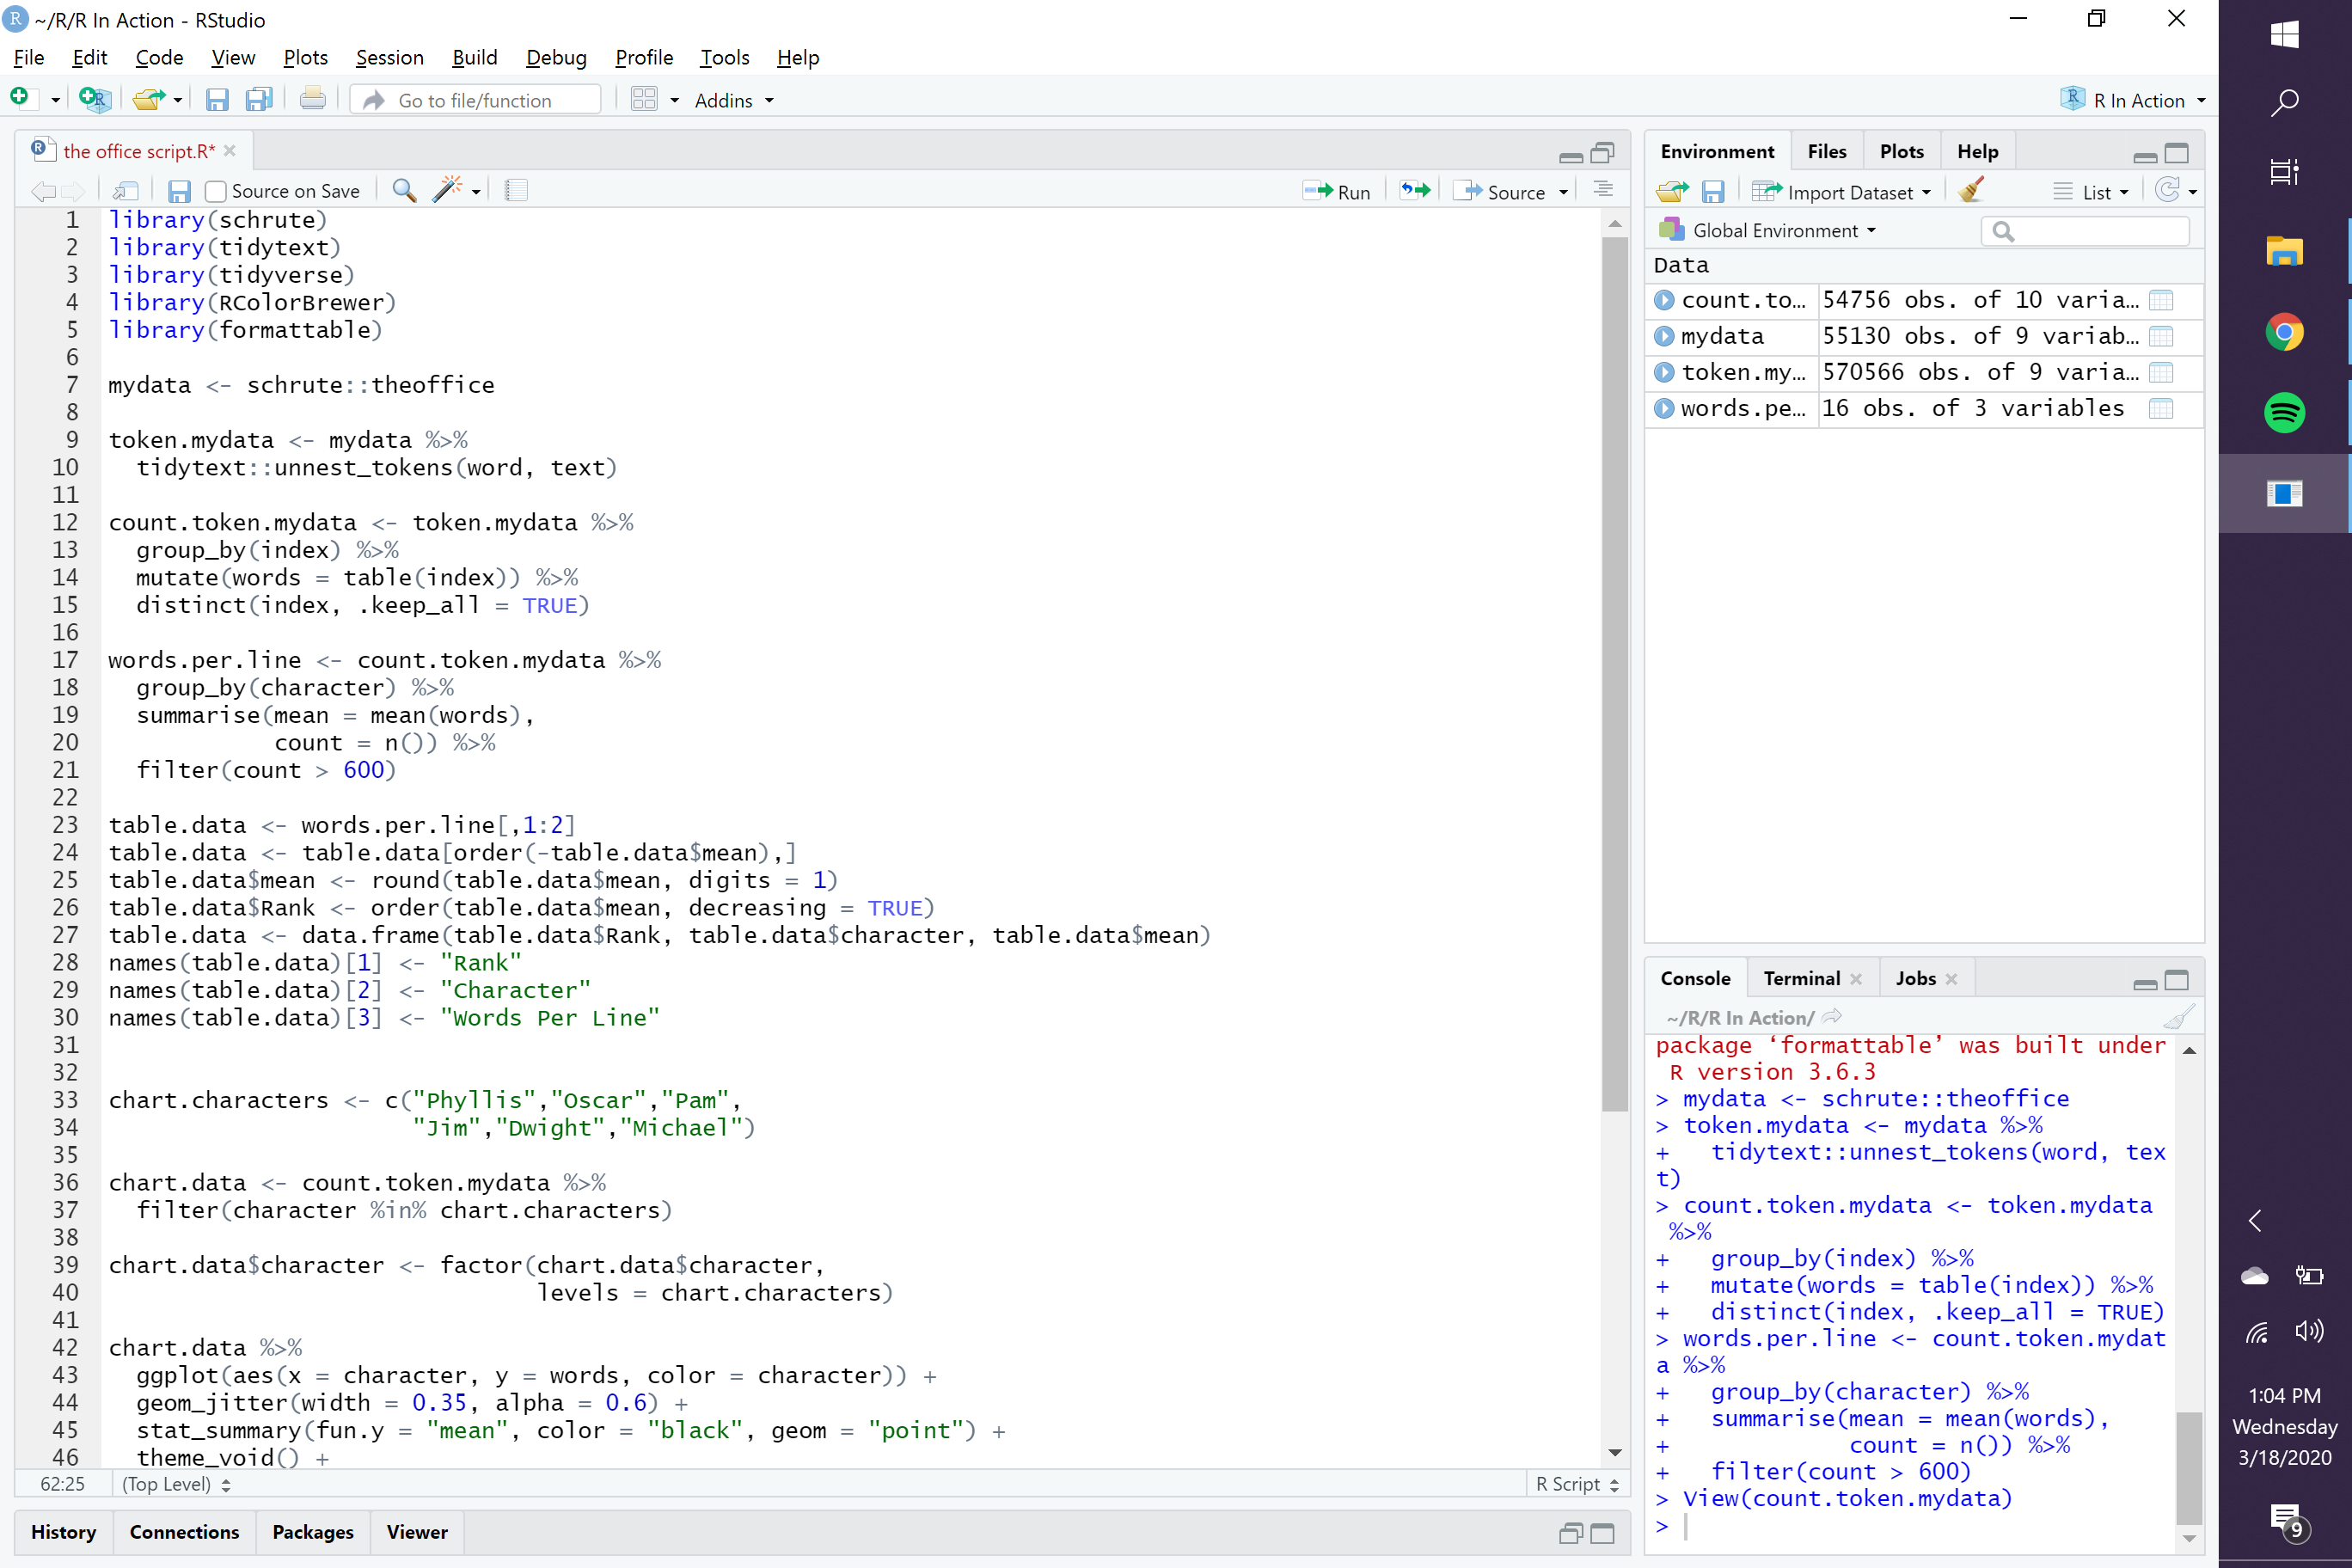 ~/R/R In Action - RStudio
File Edit Code View Plots Session Build Debug Profile Tools Help
Go to file/function Addins R In Action
the office script.R*
Source on Save Run Source
1 library(schrute)
2 library(tidytext)
3 library(tidyverse)
4 library(RColorBrewer)
5 library(formattable)
6
7 mydata <- schrute::theoffice
8
9 token.mydata <- mydata %>%
10 tidytext::unnest_tokens(word, text)
11
12 count.token.mydata <- token.mydata %>%
13 group_by(index) %>%
14 mutate(words = table(index)) %>%
15 distinct(index, .keep_all = TRUE)
16
17 words.per.line <- count.token.mydata %>%
18 group_by(character) %>%
19 summarise(mean = mean(words),
20 count = n()) %>%
21 filter(count > 600)
22
23 table.data <- words.per.line[,1:2]
24 table.data <- table.data[order(-table.data$mean),]
25 table.data$mean <- round(table.data$mean, digits = 1)
26 table.data$Rank <- order(table.data$mean, decreasing = TRUE)
27 table.data <- data.frame(table.data$Rank, table.data$character, table.data$mean)
28 names(table.data)[1] <- "Rank"
29 names(table.data)[2] <- "Character"
30 names(table.data)[3] <- "Words Per Line"
31
32
33 chart.characters <- c("Phyllis","Oscar","Pam",
34 "Jim","Dwight","Michael")
35
36 chart.data <- count.token.mydata %>%
37 filter(character %in% chart.characters)
38
39 chart.data$character <- factor(chart.data$character,
40 levels = chart.characters)
41
42 chart.data %>%
43 ggplot(aes(x = character, y = words, color = character)) +
44 geom_jitter(width = 0.35, alpha = 0.6) +
45 stat_summary(fun.y = "mean", color = "black", geom = "point") +
46 theme_void() +
62:25 (Top Level) R Script
History Connections Packages Viewer
Environment Files Plots Help
Import Dataset List
Global Environment
Data
count.to... 54756 obs. of 10 varia...
mydata 55130 obs. of 9 variab...
token.my... 570566 obs. of 9 varia...
words.pe... 16 obs. of 3 variables
Console Terminal Jobs
~/R/R In Action/
package ‘formattable’ was built under
R version 3.6.3
> mydata <- schrute::theoffice
> token.mydata <- mydata %>%
+ tidytext::unnest_tokens(word, tex
t)
> count.token.mydata <- token.mydata
%>%
+ group_by(index) %>%
+ mutate(words = table(index)) %>%
+ distinct(index, .keep_all = TRUE)
> words.per.line <- count.token.mydat
a %>%
+ group_by(character) %>%
+ summarise(mean = mean(words),
+ count = n()) %>%
+ filter(count > 600)
> View(count.token.mydata)
>
1:04 PM
Wednesday
3/18/2020
9